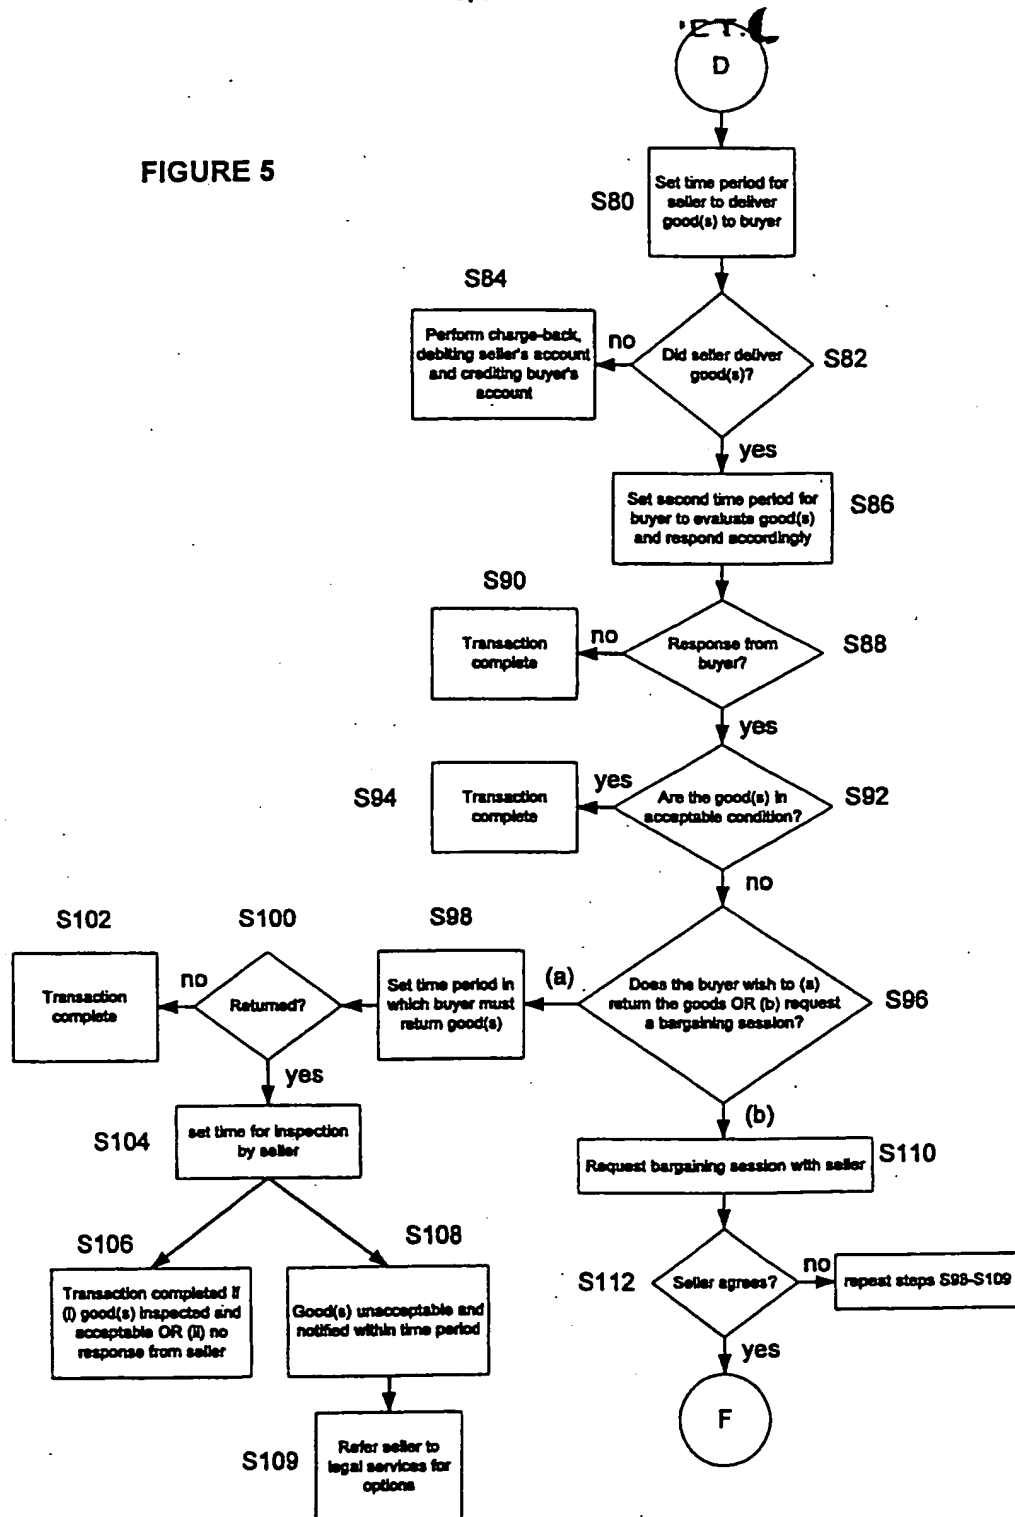 D
FIGURE 5
S80
Set time period for
seller to deliver
good(s) to buyer
S84
Perform charge-back,
debiting seller's account
and crediting buyer's
account
no
Did seller deliver
good(s)?
S82
yes
Set second time period for
buyer to evaluate good(s)
and respond accordingly
S86
S90
Transaction
complete
no
Response from
buyer?
S88
yes
S94
Transaction
complete
yes
Are the good(s) in
acceptable condition?
S92
no
S102
S100
S98
Transaction
complete
no
Returned?
Set time period in
which buyer must
return good(s)
(a)
Does the buyer wish to (a)
return the goods OR (b) request
a bargaining session?
S96
yes
(b)
S104
set time for inspection
by seller
Request bargaining session with seller
S110
S106
S108
Transaction completed if
(i) good(s) inspected and
acceptable OR (ii) no
response from seller
Good(s) unacceptable and
notified within time period
S112
Seller agrees?
no
repeat steps S98-S109
yes
F
S109
Refer seller to
legal services for
options